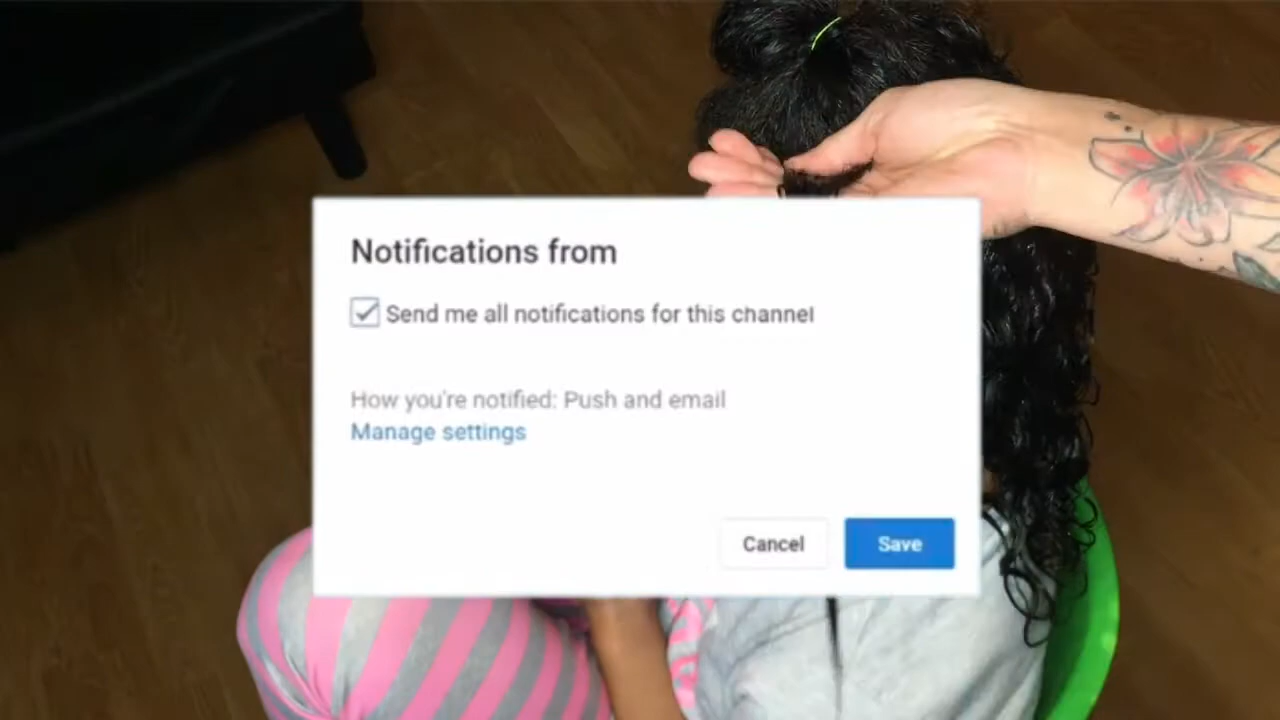 Notifications from
Send me all notifications for this channel
How you're notified: Push and email
Manage settings
Cancel
Save